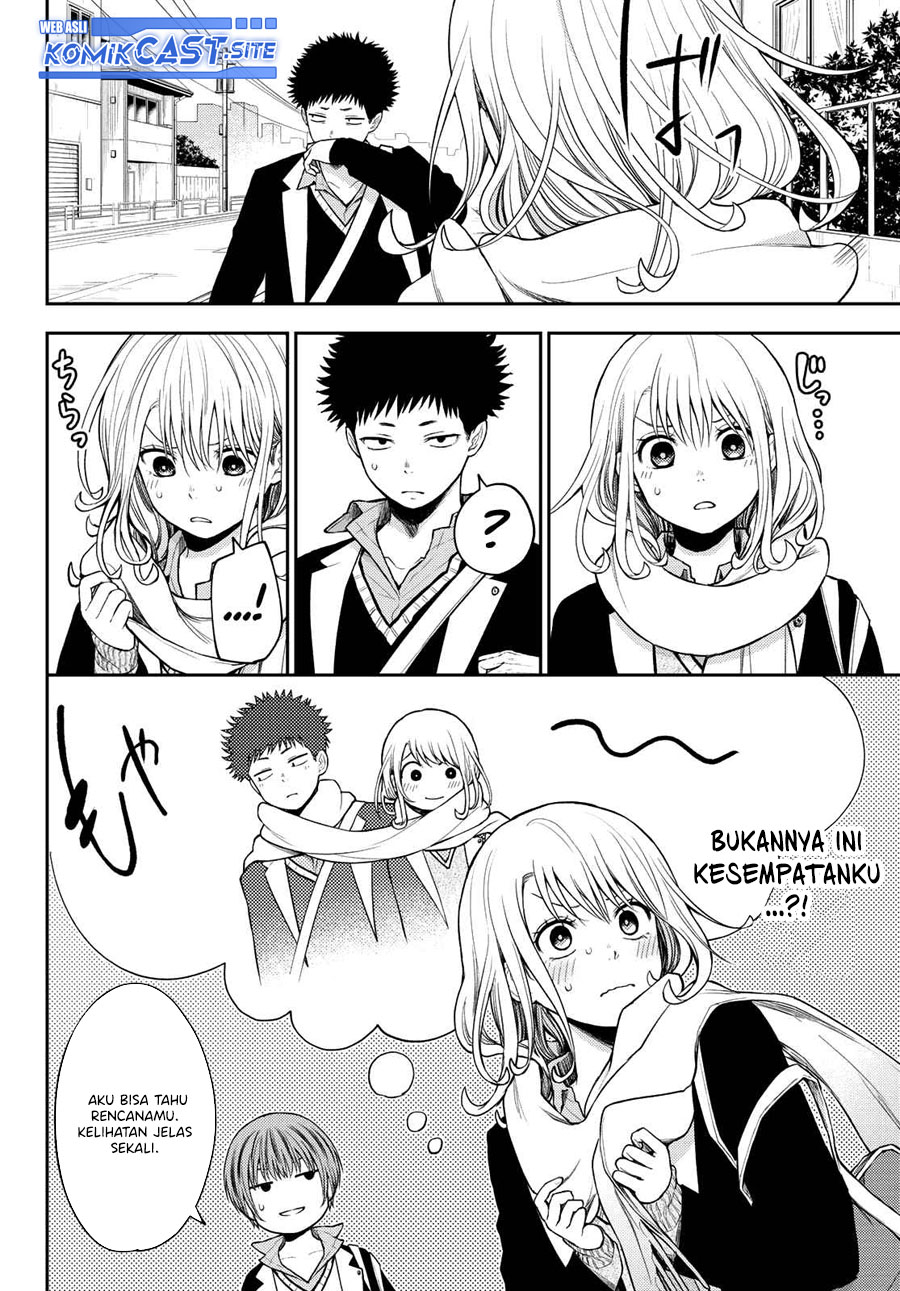 WEB ASLI
KOMIKCAST.SITE
ば゛っ
じっ…
?
ちらっ
....!
もや
BUKANNYA INI
KESEMPATANKU
...?!
AKU BISA TAHU
RENCANAMU.
KELIHATAN JELAS
SEKALI.